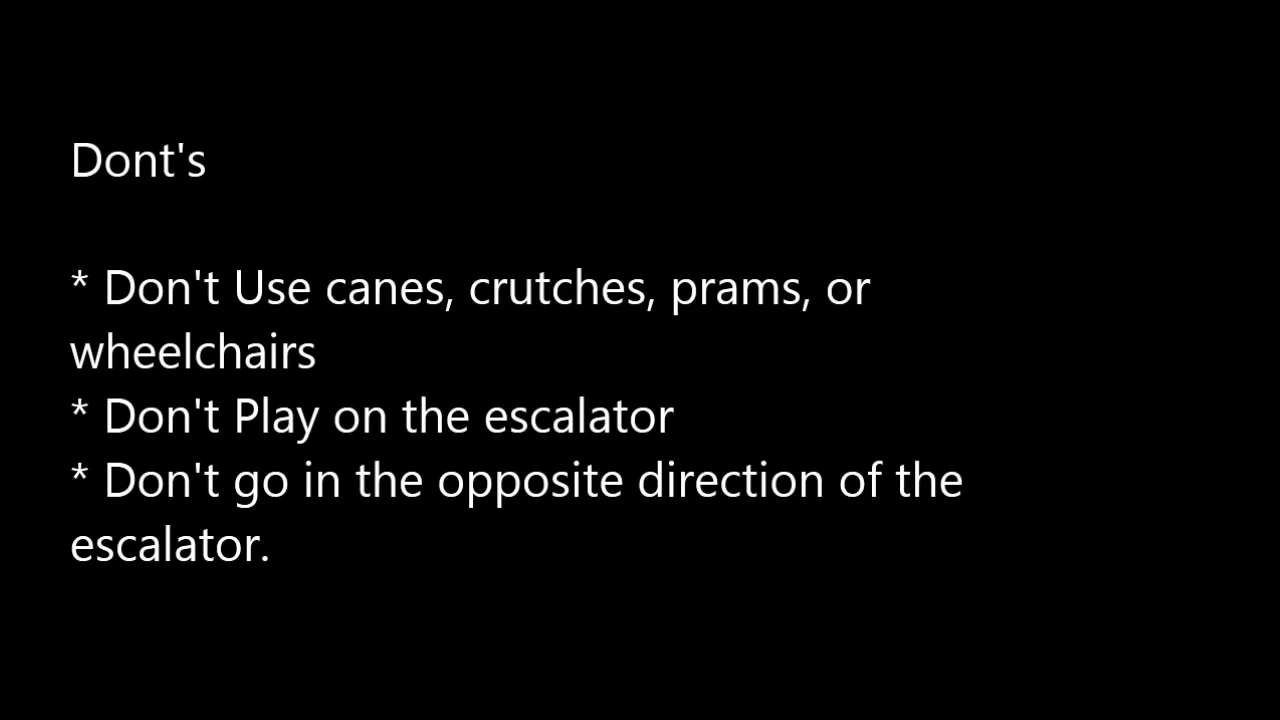 Dont's
* Don't Use canes, crutches, prams, or
wheelchairs
* Don't Play on the escalator
* Don't go in the opposite direction of the
escalator.